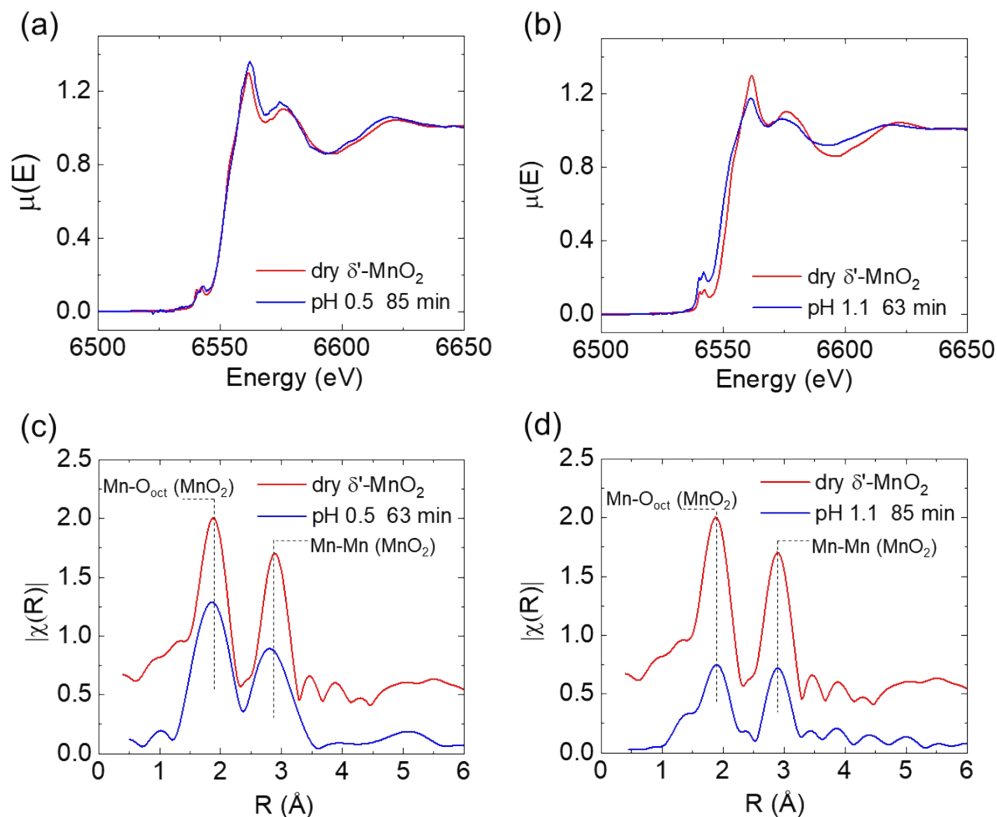 (a)
μ(E)
1.2
0.8
0.4
0.0
dry δ'-MnO₂
pH 0.5  85 min
6500
6550
6600
6650
Energy (eV)
(b)
μ(E)
1.2
0.8
0.4
0.0
dry δ'-MnO₂
pH 1.1  63 min
6500
6550
6600
6650
Energy (eV)
(c)
|χ(R)|
2.5
2.0
1.5
1.0
0.5
0.0
Mn-Ooct (MnO₂)
dry δ'-MnO₂
pH 0.5  63 min
Mn-Mn (MnO₂)
0
1
2
3
4
5
6
R (Å)
(d)
|χ(R)|
2.5
2.0
1.5
1.0
0.5
0.0
Mn-Ooct (MnO₂)
dry δ'-MnO₂
pH 1.1  85 min
Mn-Mn (MnO₂)
0
1
2
3
4
5
6
R (Å)